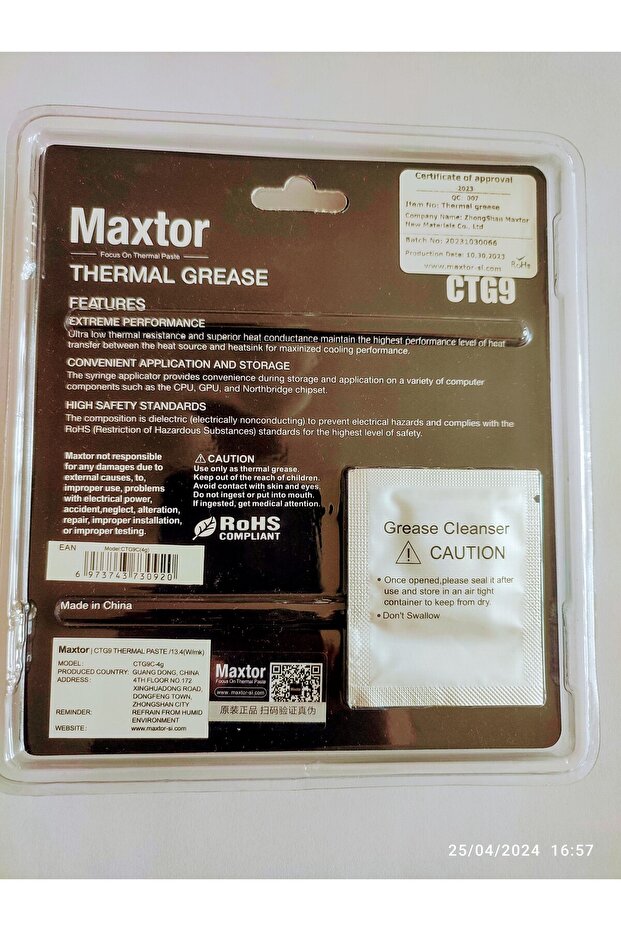 Certificate of approval
2023
QC: 007
Item No: Thermal grease
Company Name: ZhongShan Maxtor
New Materials Co., Ltd
Batch No: 20231030066
Production Date: 10.30.2023
RoHs
www.maxtor-si.com
Maxtor
Focus On Thermal Paste
THERMAL GREASE
CTG9
FEATURES
EXTREME PERFORMANCE
Ultra low thermal resistance and superior heat conductance maintain the highest performance level of heat
transfer between the heat source and heatsink for maxinized cooling performance.
CONVENIENT APPLICATION AND STORAGE
The syringe applicator provides convenience during storage and application on a variety of computer
components such as the CPU, GPU, and Northbridge chipset.
HIGH SAFETY STANDARDS
The composition is dielectric (electrically nonconducting) to prevent electrical hazards and complies with the
RoHS (Restriction of Hazardous Substances) standards for the highest level of safety.
Maxtor not responsible
for any damages due to
external causes, to,
improper use, problems
with electrical power,
accident,neglect, alteration,
repair, improper installation,
or improper testing.
⚠ CAUTION
Use only as thermal grease.
Keep out of the reach of children.
Avoid contact with skin and eyes.
Do not ingest or put into mouth.
If ingested, get medical attention.
RoHS
COMPLIANT
EAN
Model:CTG9C(4g)
6 973743 730920
Made in China
Grease Cleanser
⚠ CAUTION
• Once opened,please seal it after
use and store in an air tight
container to keep from dry.
• Don't Swallow
Maxtor | CTG9 THERMAL PASTE /13.4(W/mk)
MODEL: CTG9C-4g
PRODUCED COUNTRY: GUANG DONG, CHINA
ADDRESS: 4TH FLOOR NO.172
XINGHUADONG ROAD,
DONGFENG TOWN,
ZHONGSHAN CITY
REMINDER: REFRAIN FROM HUMID
ENVIRONMENT
WEBSITE: www.maxtor-si.com
Maxtor
Focus On Thermal Paste
www. maxtor-si.com
原装正品 扫码验证真伪
25/04/2024 16:57